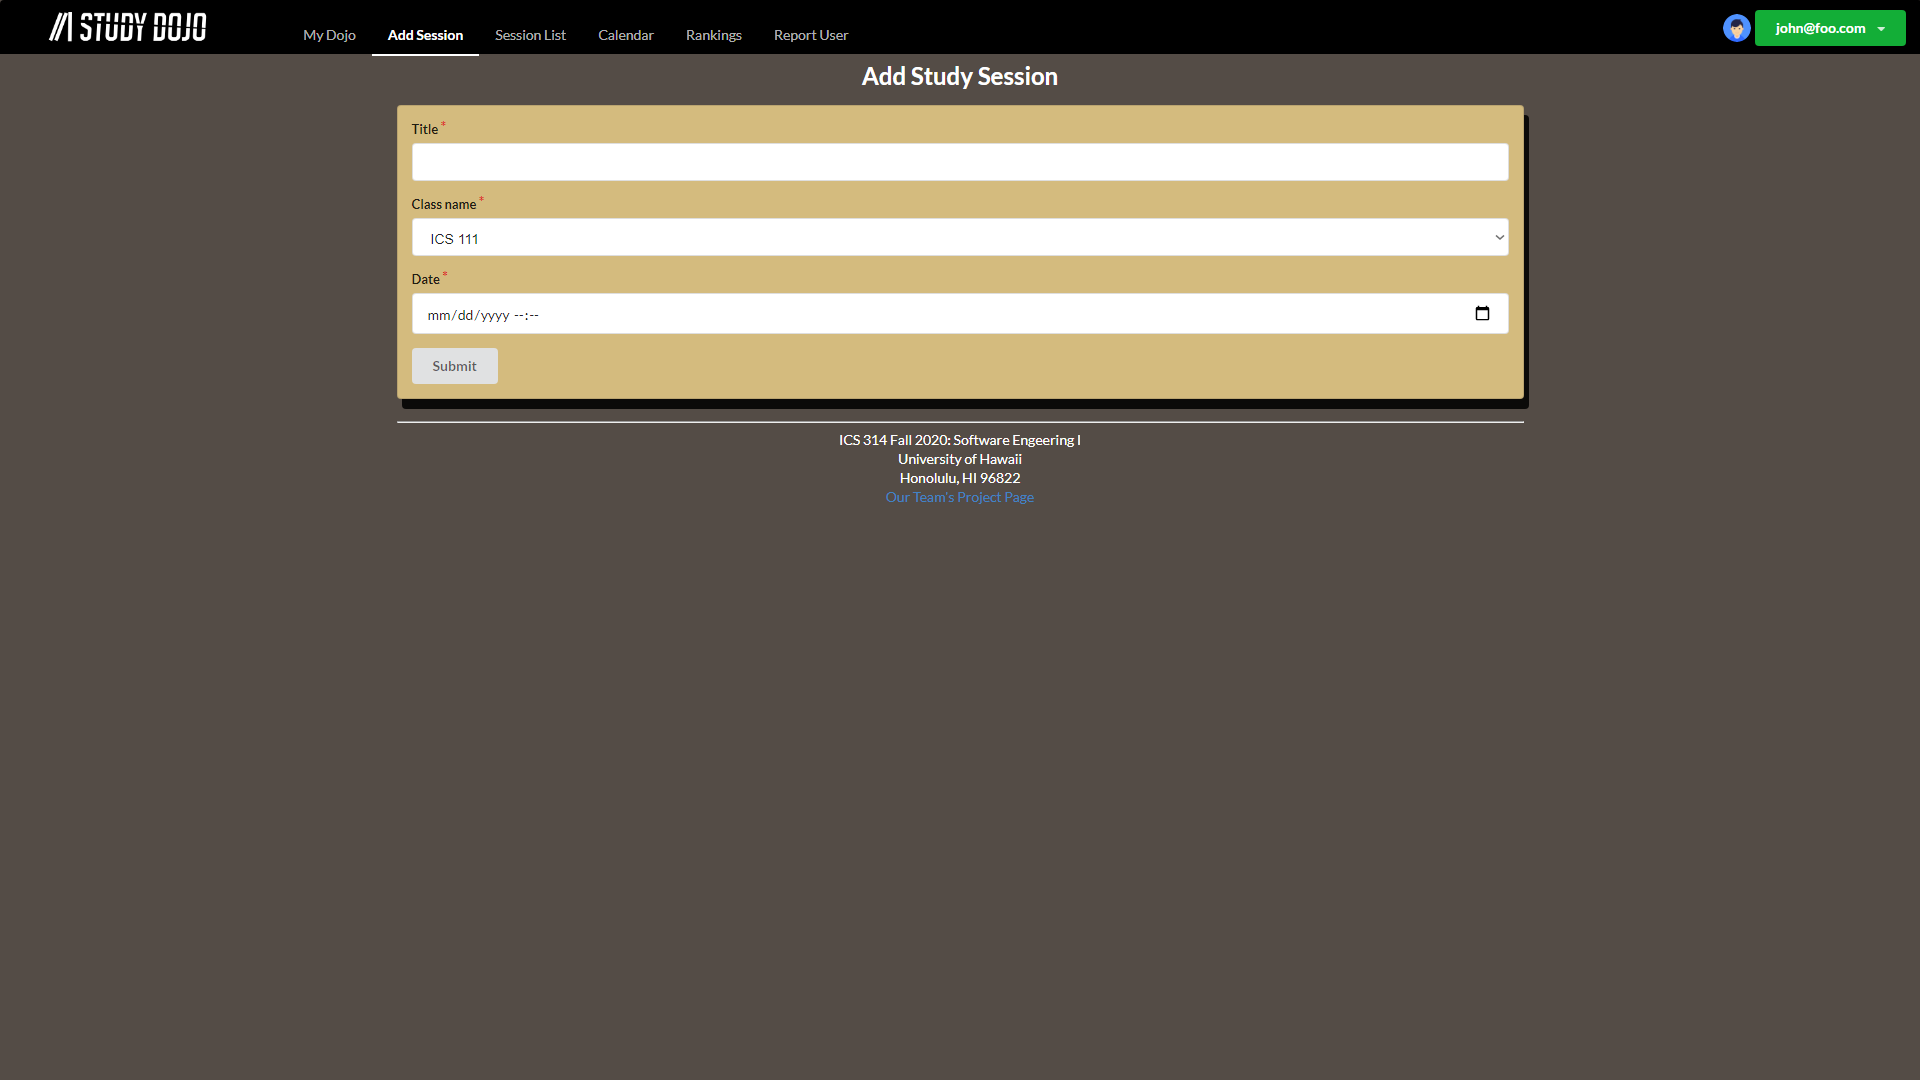 STUDY DOJO
My Dojo
Add Session
Session List
Calendar
Rankings
Report User
john@foo.com
Add Study Session
Title *
Class name *
ICS 111
Date *
mm/dd/yyyy --:--
Submit
ICS 314 Fall 2020: Software Engeering I
University of Hawaii
Honolulu, HI 96822
Our Team's Project Page